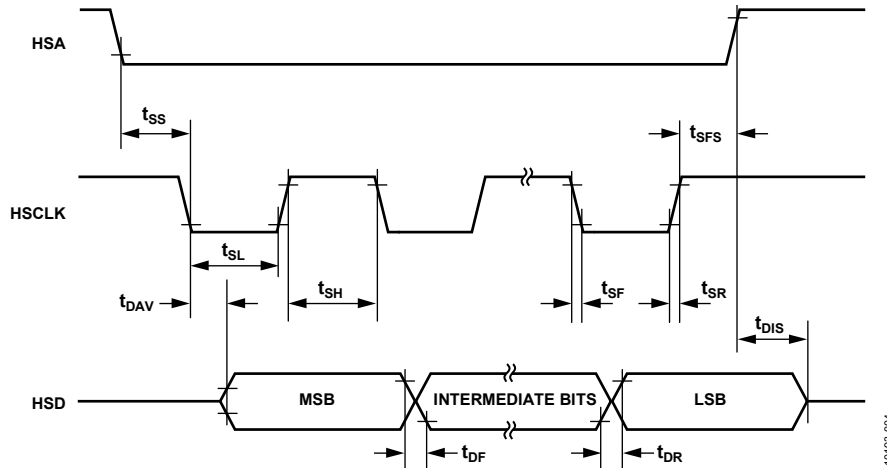 HSA
tSS
tSFS
HSCLK
tSL
tSH
tSF
tSR
tDAV
tDIS
HSD
MSB
INTERMEDIATE BITS
LSB
tDF
tDR